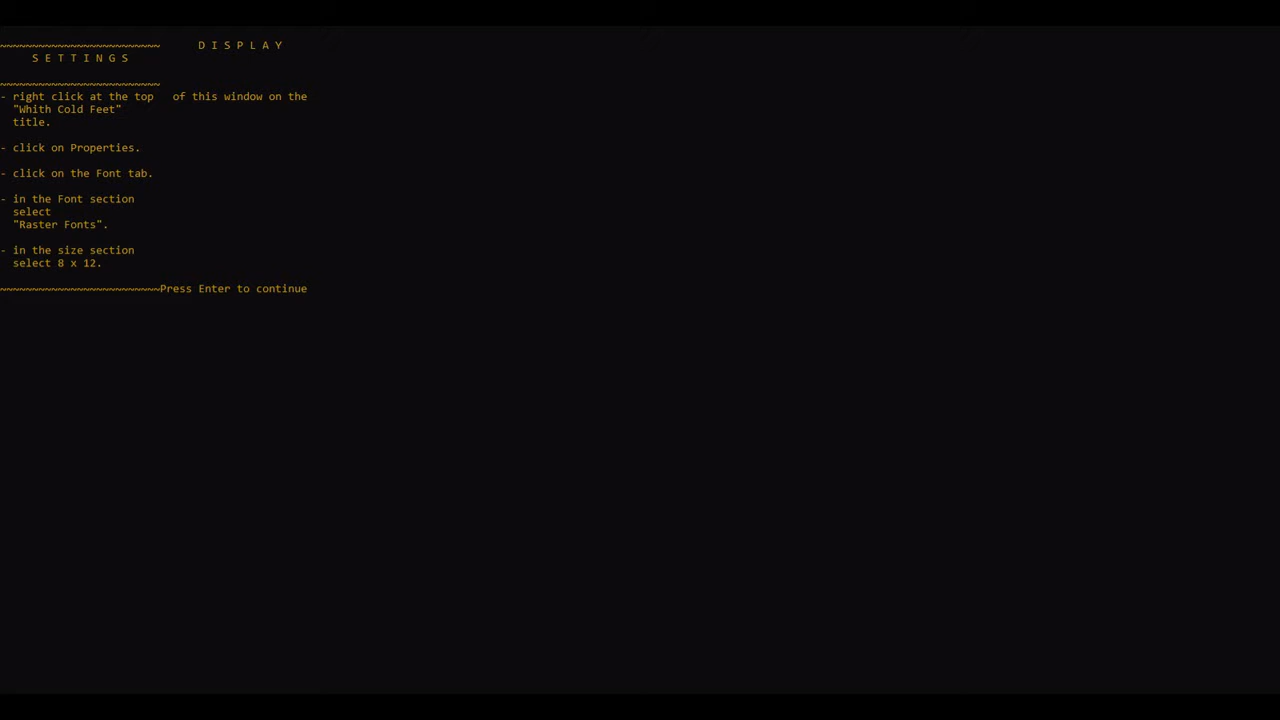 ~~~~~~~~~~~~~~~~~~~~~~~~~      D I S P L A Y
     S E T T I N G S
~~~~~~~~~~~~~~~~~~~~~~~~~
- right click at the top   of this window on the
  "Whith Cold Feet"
  title.
- click on Properties.
- click on the Font tab.
- in the Font section
  select
  "Raster Fonts".
- in the size section
  select 8 x 12.
~~~~~~~~~~~~~~~~~~~~~~~~~Press Enter to continue